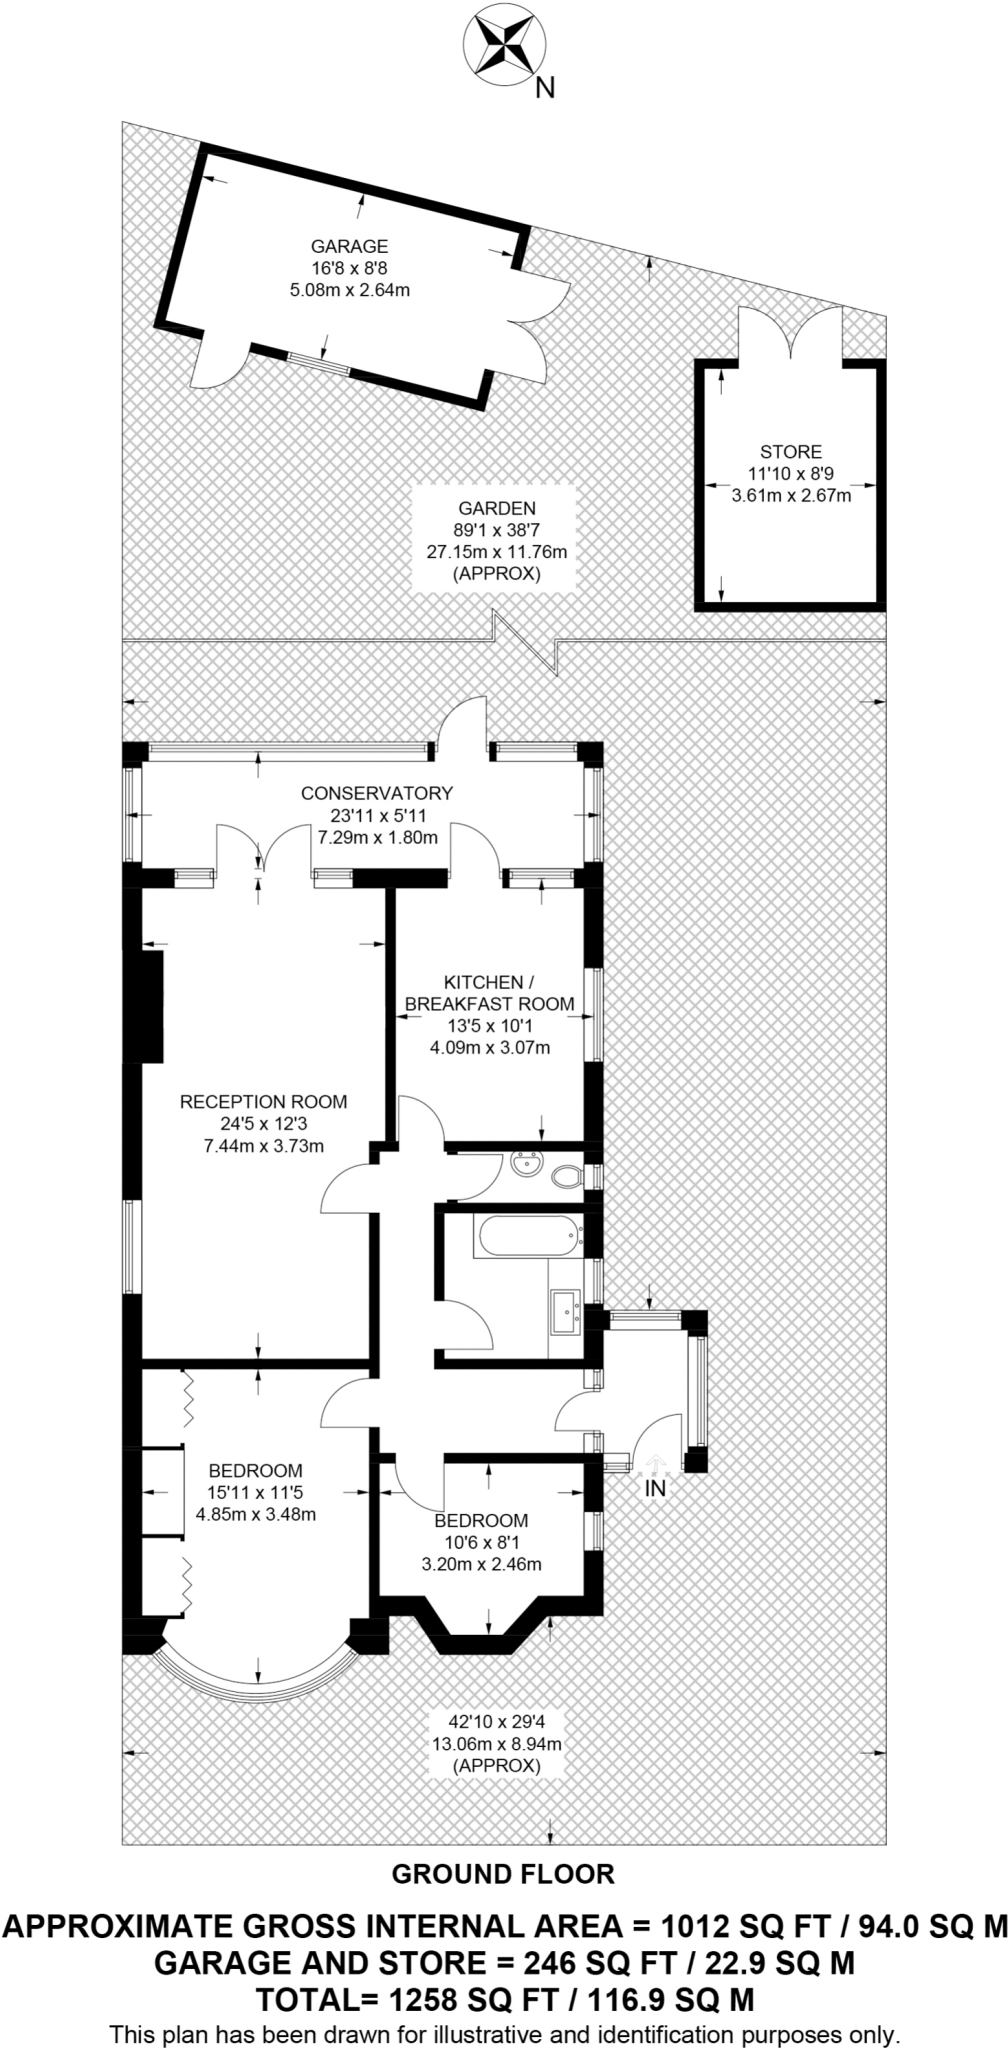 N
GARAGE
16'8 x 8'8
5.08m x 2.64m
STORE
11'10 x 8'9
3.61m x 2.67m
GARDEN
89'1 x 38'7
27.15m x 11.76m
(APPROX)
CONSERVATORY
23'11 x 5'11
7.29m x 1.80m
KITCHEN /
BREAKFAST ROOM
13'5 x 10'1
4.09m x 3.07m
RECEPTION ROOM
24'5 x 12'3
7.44m x 3.73m
BEDROOM
15'11 x 11'5
4.85m x 3.48m
IN
BEDROOM
10'6 x 8'1
3.20m x 2.46m
42'10 x 29'4
13.06m x 8.94m
(APPROX)
GROUND FLOOR
APPROXIMATE GROSS INTERNAL AREA = 1012 SQ FT / 94.0 SQ M
GARAGE AND STORE = 246 SQ FT / 22.9 SQ M
TOTAL= 1258 SQ FT / 116.9 SQ M
This plan has been drawn for illustrative and identification purposes only.